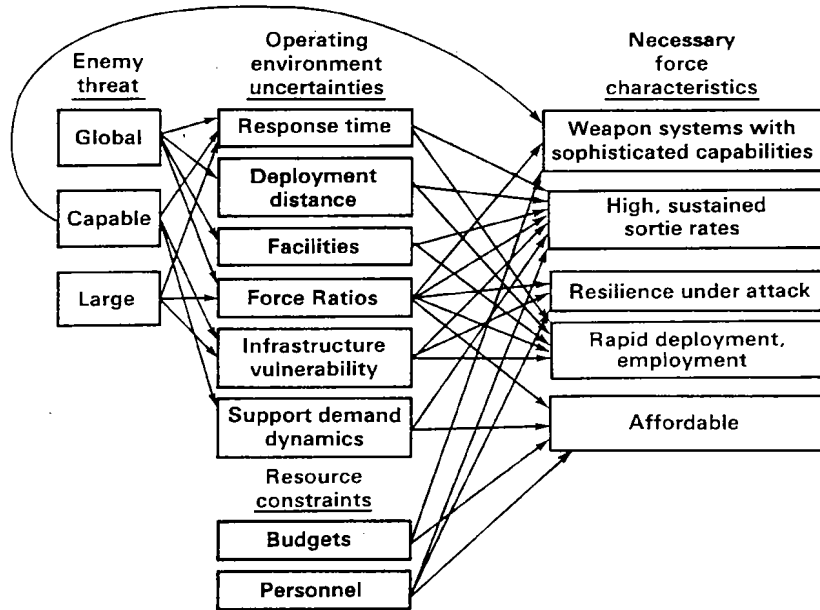 Enemy
threat
Global
Capable
Large
Operating
environment
uncertainties
Response time
Deployment
distance
Facilities
Force Ratios
Infrastructure
vulnerability
Support demand
dynamics
Resource
constraints
Budgets
Personnel
Necessary
force
characteristics
Weapon systems with
sophisticated capabilities
High, sustained
sortie rates
Resilience under attack
Rapid deployment,
employment
Affordable